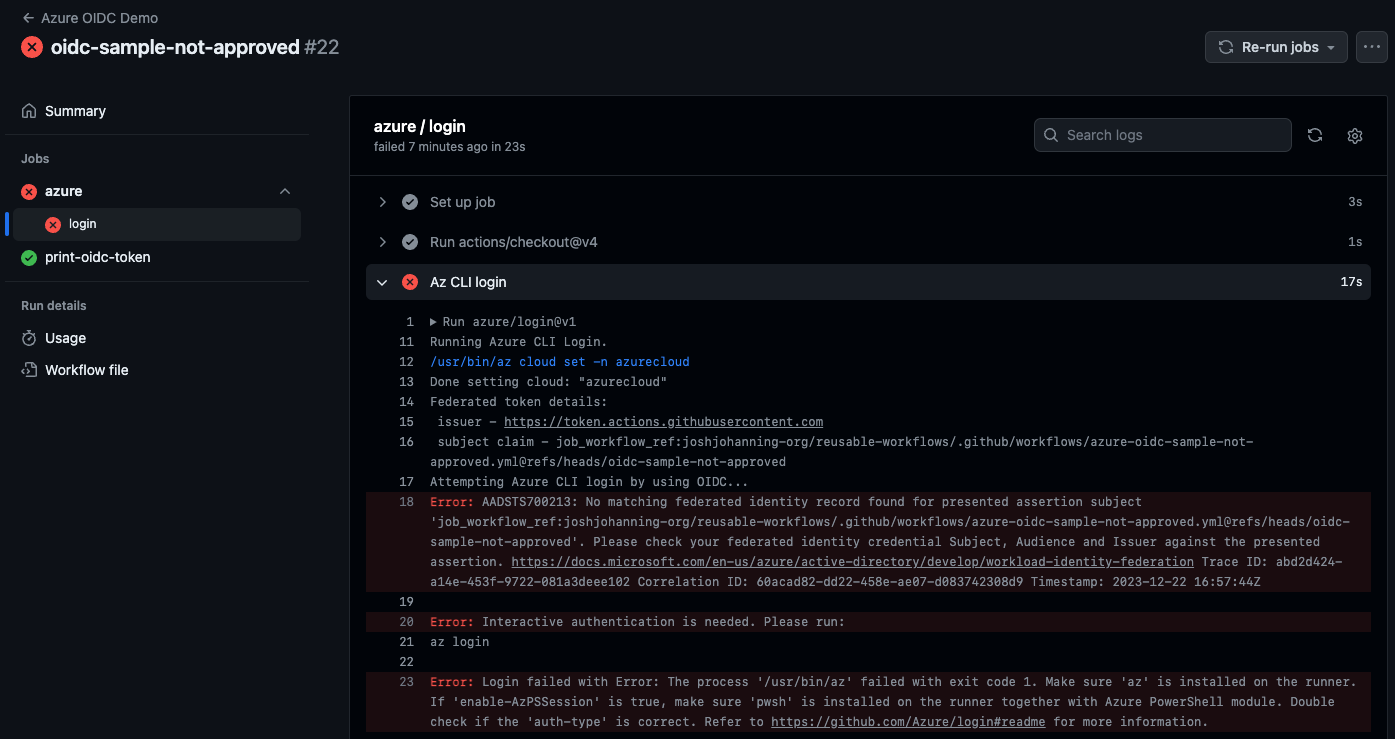 ← Azure OIDC Demo
oidc-sample-not-approved #22
Re-run jobs
Summary
Jobs
azure
login
print-oidc-token
Run details
Usage
Workflow file
azure / login
failed 7 minutes ago in 23s
Search logs
Set up job 3s
Run actions/checkout@v4 1s
Az CLI login 17s
1 Run azure/login@v1
11 Running Azure CLI Login.
12 /usr/bin/az cloud set -n azurecloud
13 Done setting cloud: "azurecloud"
14 Federated token details:
15 issuer - https://token.actions.githubusercontent.com
16 subject claim - job_workflow_ref:joshjohanning-org/reusable-workflows/.github/workflows/azure-oidc-sample-not-
approved.yml@refs/heads/oidc-sample-not-approved
17 Attempting Azure CLI login by using OIDC...
18 Error: AADSTS700213: No matching federated identity record found for presented assertion subject
'job_workflow_ref:joshjohanning-org/reusable-workflows/.github/workflows/azure-oidc-sample-not-approved.yml@refs/heads/oidc-
sample-not-approved'. Please check your federated identity credential Subject, Audience and Issuer against the presented
assertion. https://docs.microsoft.com/en-us/azure/active-directory/develop/workload-identity-federation Trace ID: abd2d424-
a14e-453f-9722-081a3deee102 Correlation ID: 60acad82-dd22-458e-ae07-d083742308d9 Timestamp: 2023-12-22 16:57:44Z
19
20 Error: Interactive authentication is needed. Please run:
21 az login
22
23 Error: Login failed with Error: The process '/usr/bin/az' failed with exit code 1. Make sure 'az' is installed on the runner.
If 'enable-AzPSSession' is true, make sure 'pwsh' is installed on the runner together with Azure PowerShell module. Double
check if the 'auth-type' is correct. Refer to https://github.com/Azure/login#readme for more information.